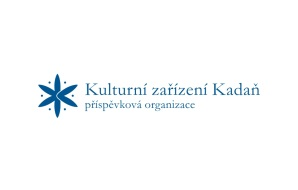 Kulturní zařízení Kadaň
příspěvková organizace